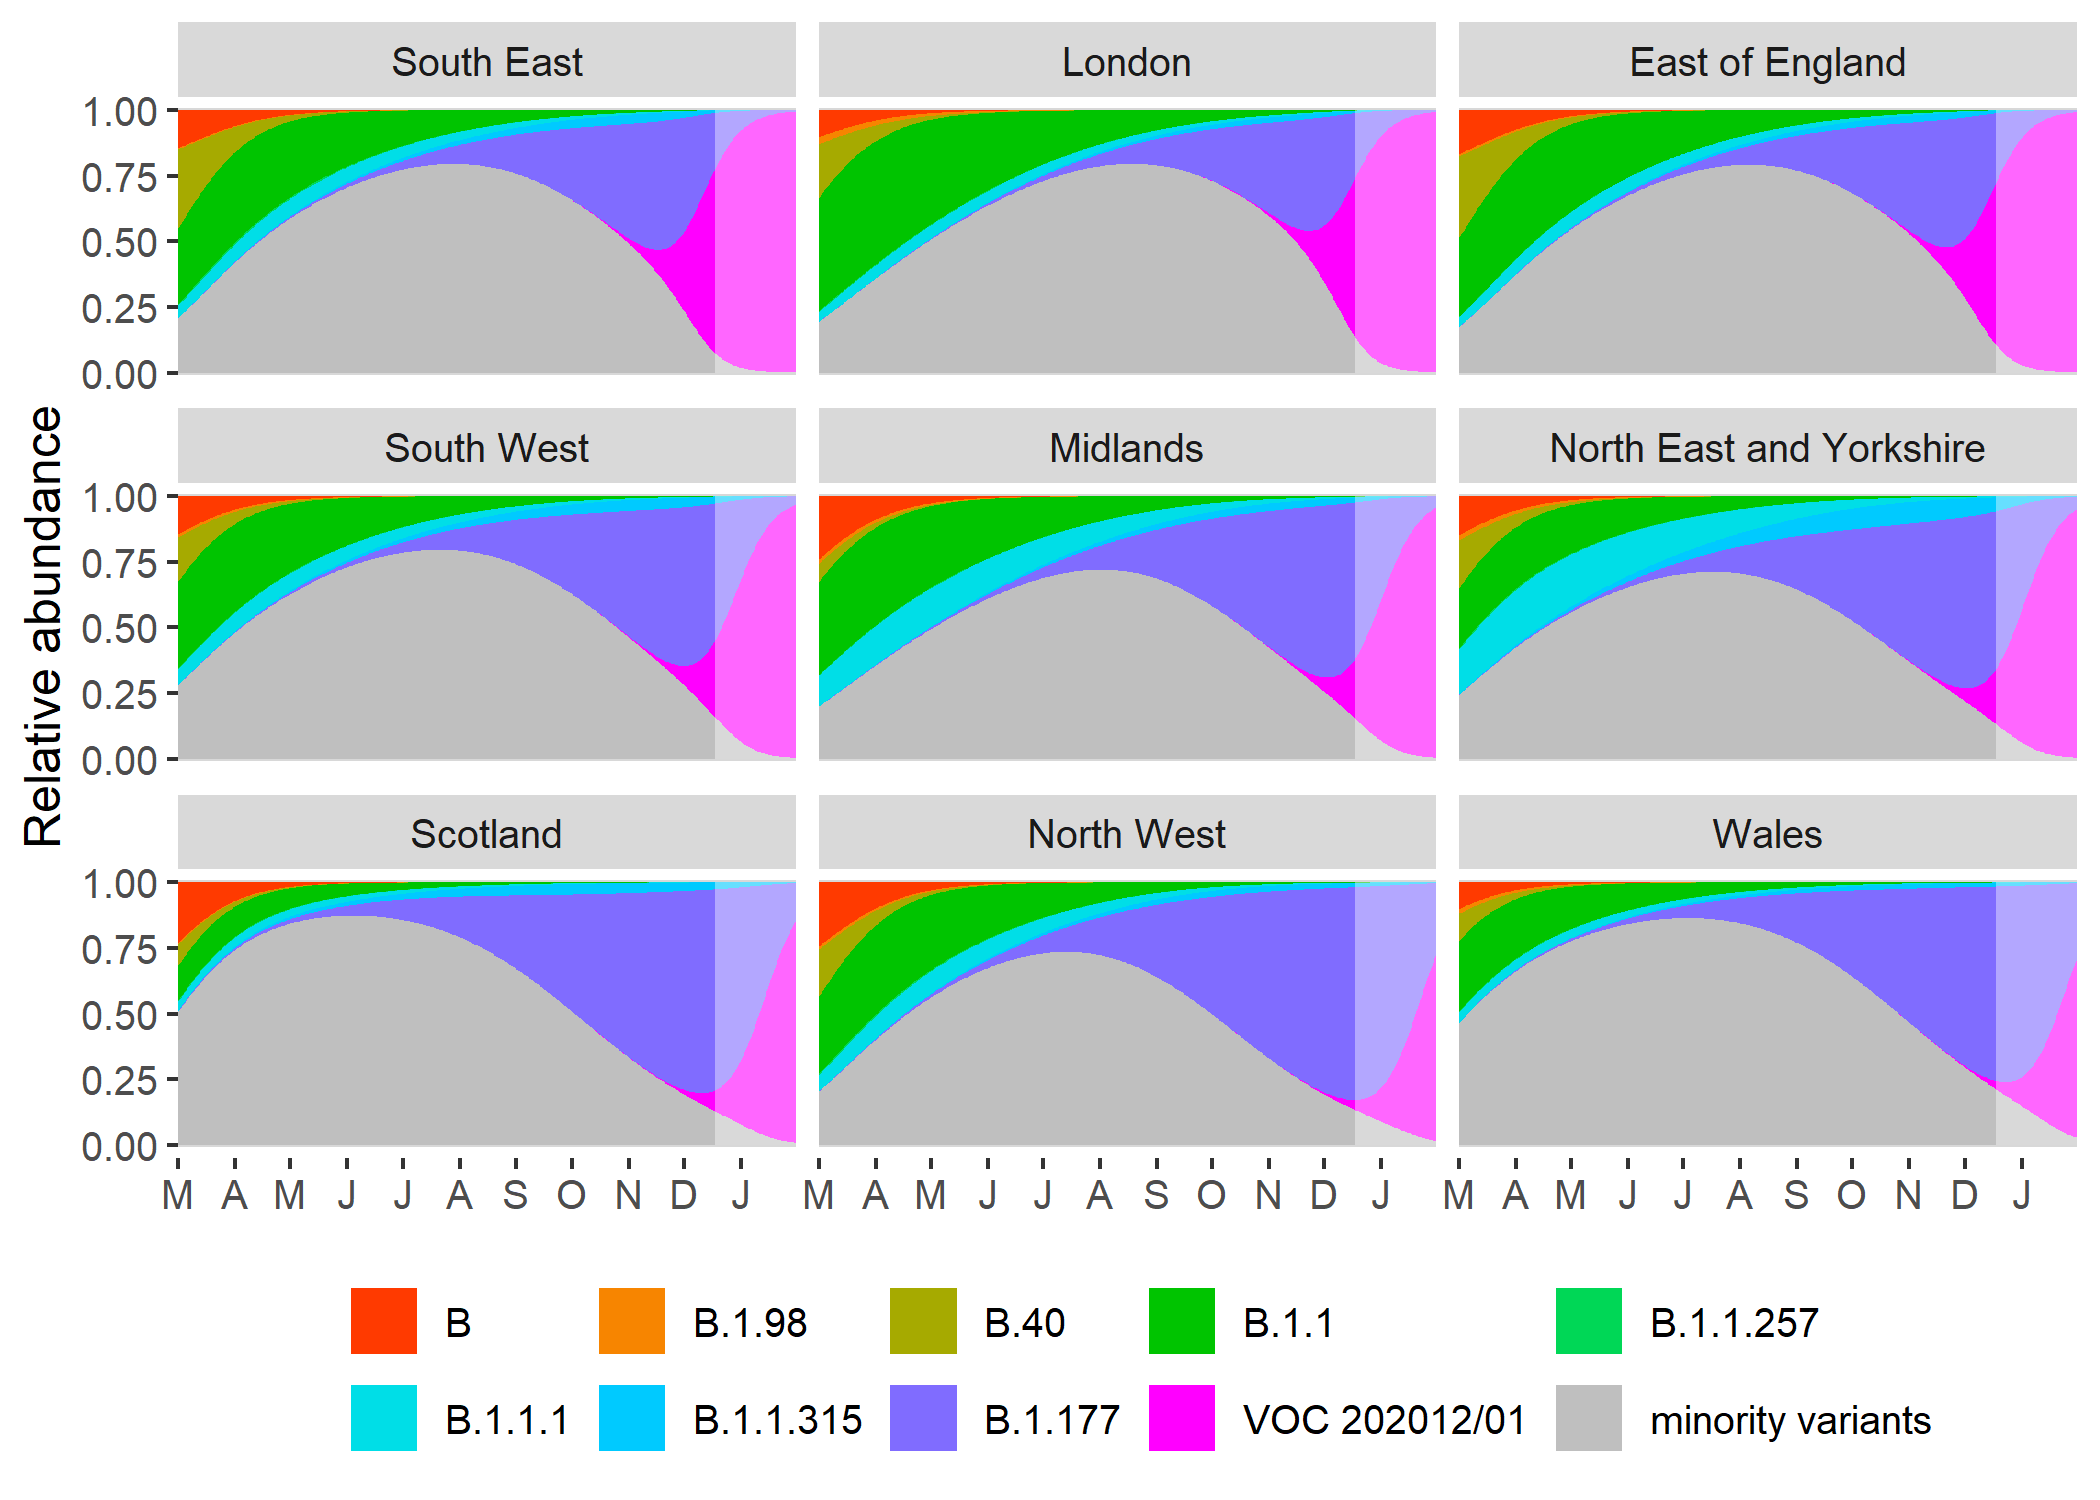 South East London East of England
1.00
0.75
0.50
0.25
0.00
South West Midlands North East and Yorkshire
1.00
0.75
0.50
0.25
0.00
Relative abundance
Scotland North West Wales
1.00
0.75
0.50
0.25
0.00
M A M J J A S O N D J M A M J J A S O N D J M A M J J A S O N D J
B B.1.98 B.40 B.1.1 B.1.1.257
B.1.1.1 B.1.1.315 B.1.177 VOC 202012/01 minority variants